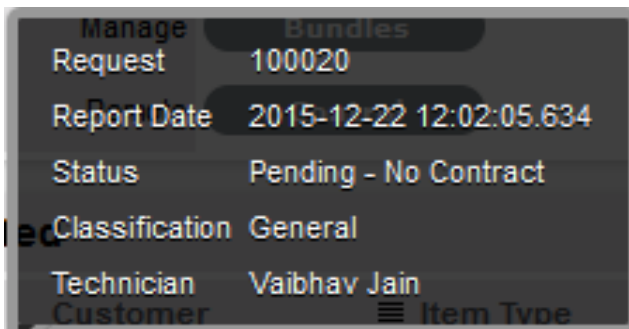 Manage Bundles
Request 100020
Report Date 2015-12-22 12:02:05.634
Status Pending - No Contract
Classification General
Technician Vaibhav Jain
Customer Item Type